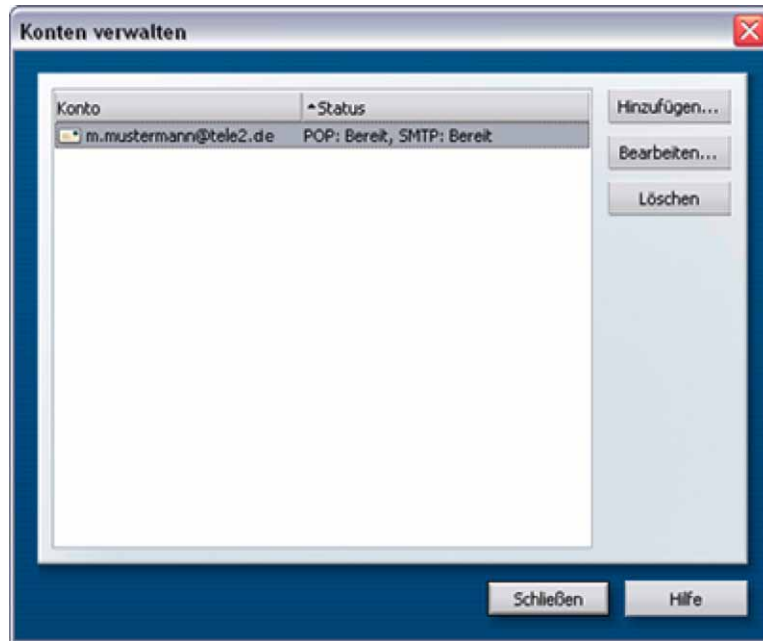 Konten verwalten
Konto Status
m.mustermann@tele2.de POP: Bereit, SMTP: Bereit
Hinzufügen...
Bearbeiten...
Löschen
Schließen Hilfe